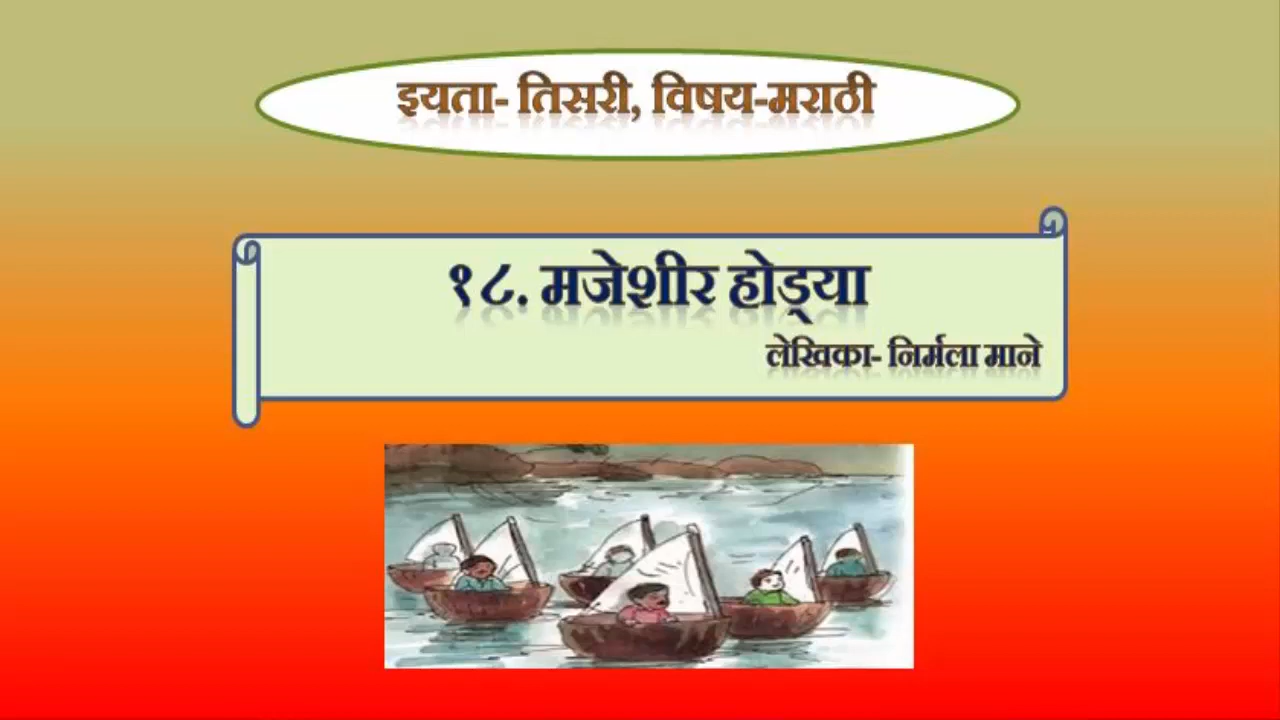 इयता- तिसरी, विषय-मराठी
१८. मजेशीर होड्या
लेखिका- निर्मला माने